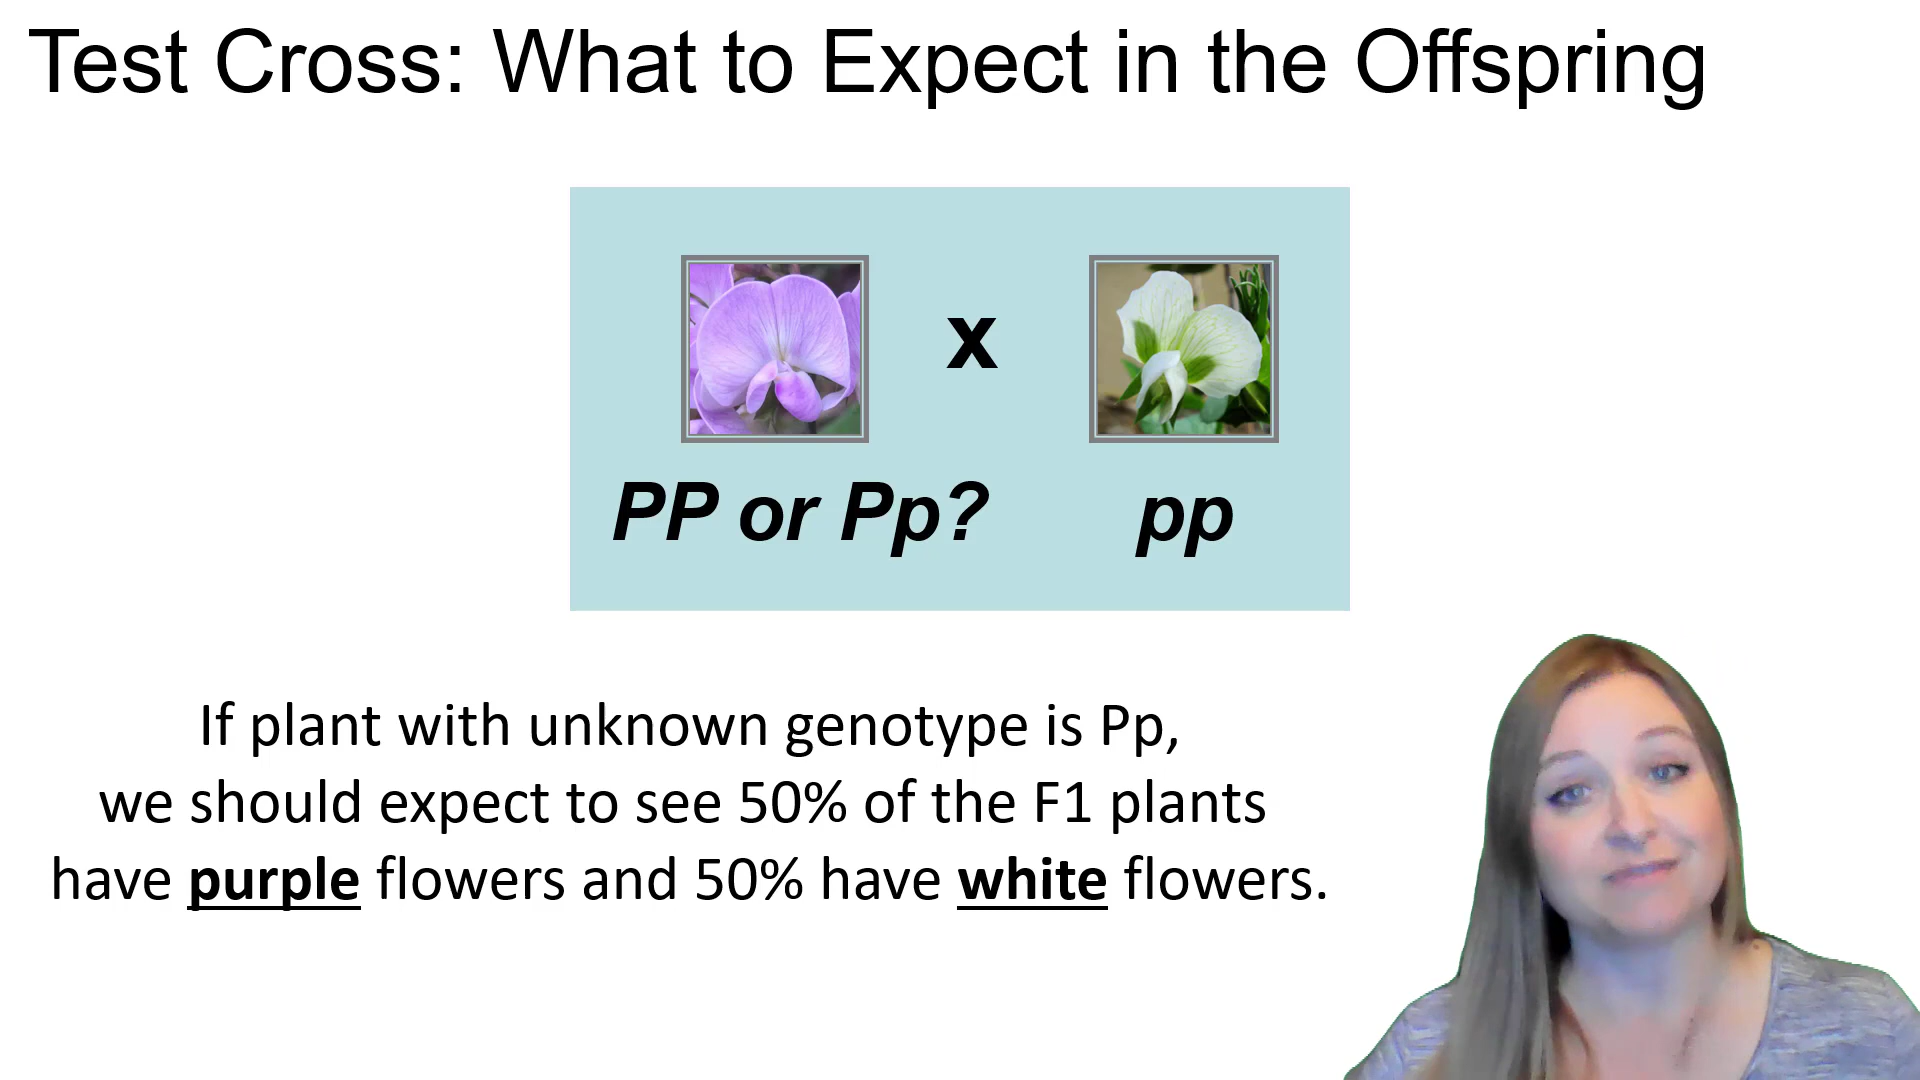 Test Cross: What to Expect in the Offspring
x
PP or Pp? pp
If plant with unknown genotype is Pp,
we should expect to see 50% of the F1 plants
have purple flowers and 50% have white flowers.